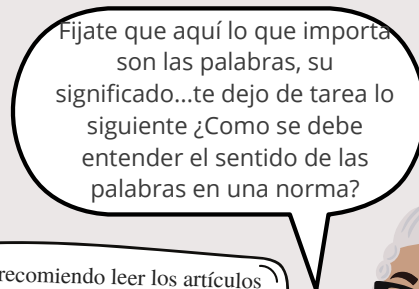 Fijate que aquí lo que importa
son las palabras, su
significado...te dejo de tarea lo
siguiente ¿Como se debe
entender el sentido de las
palabras en una norma?
recomiendo leer los artículos